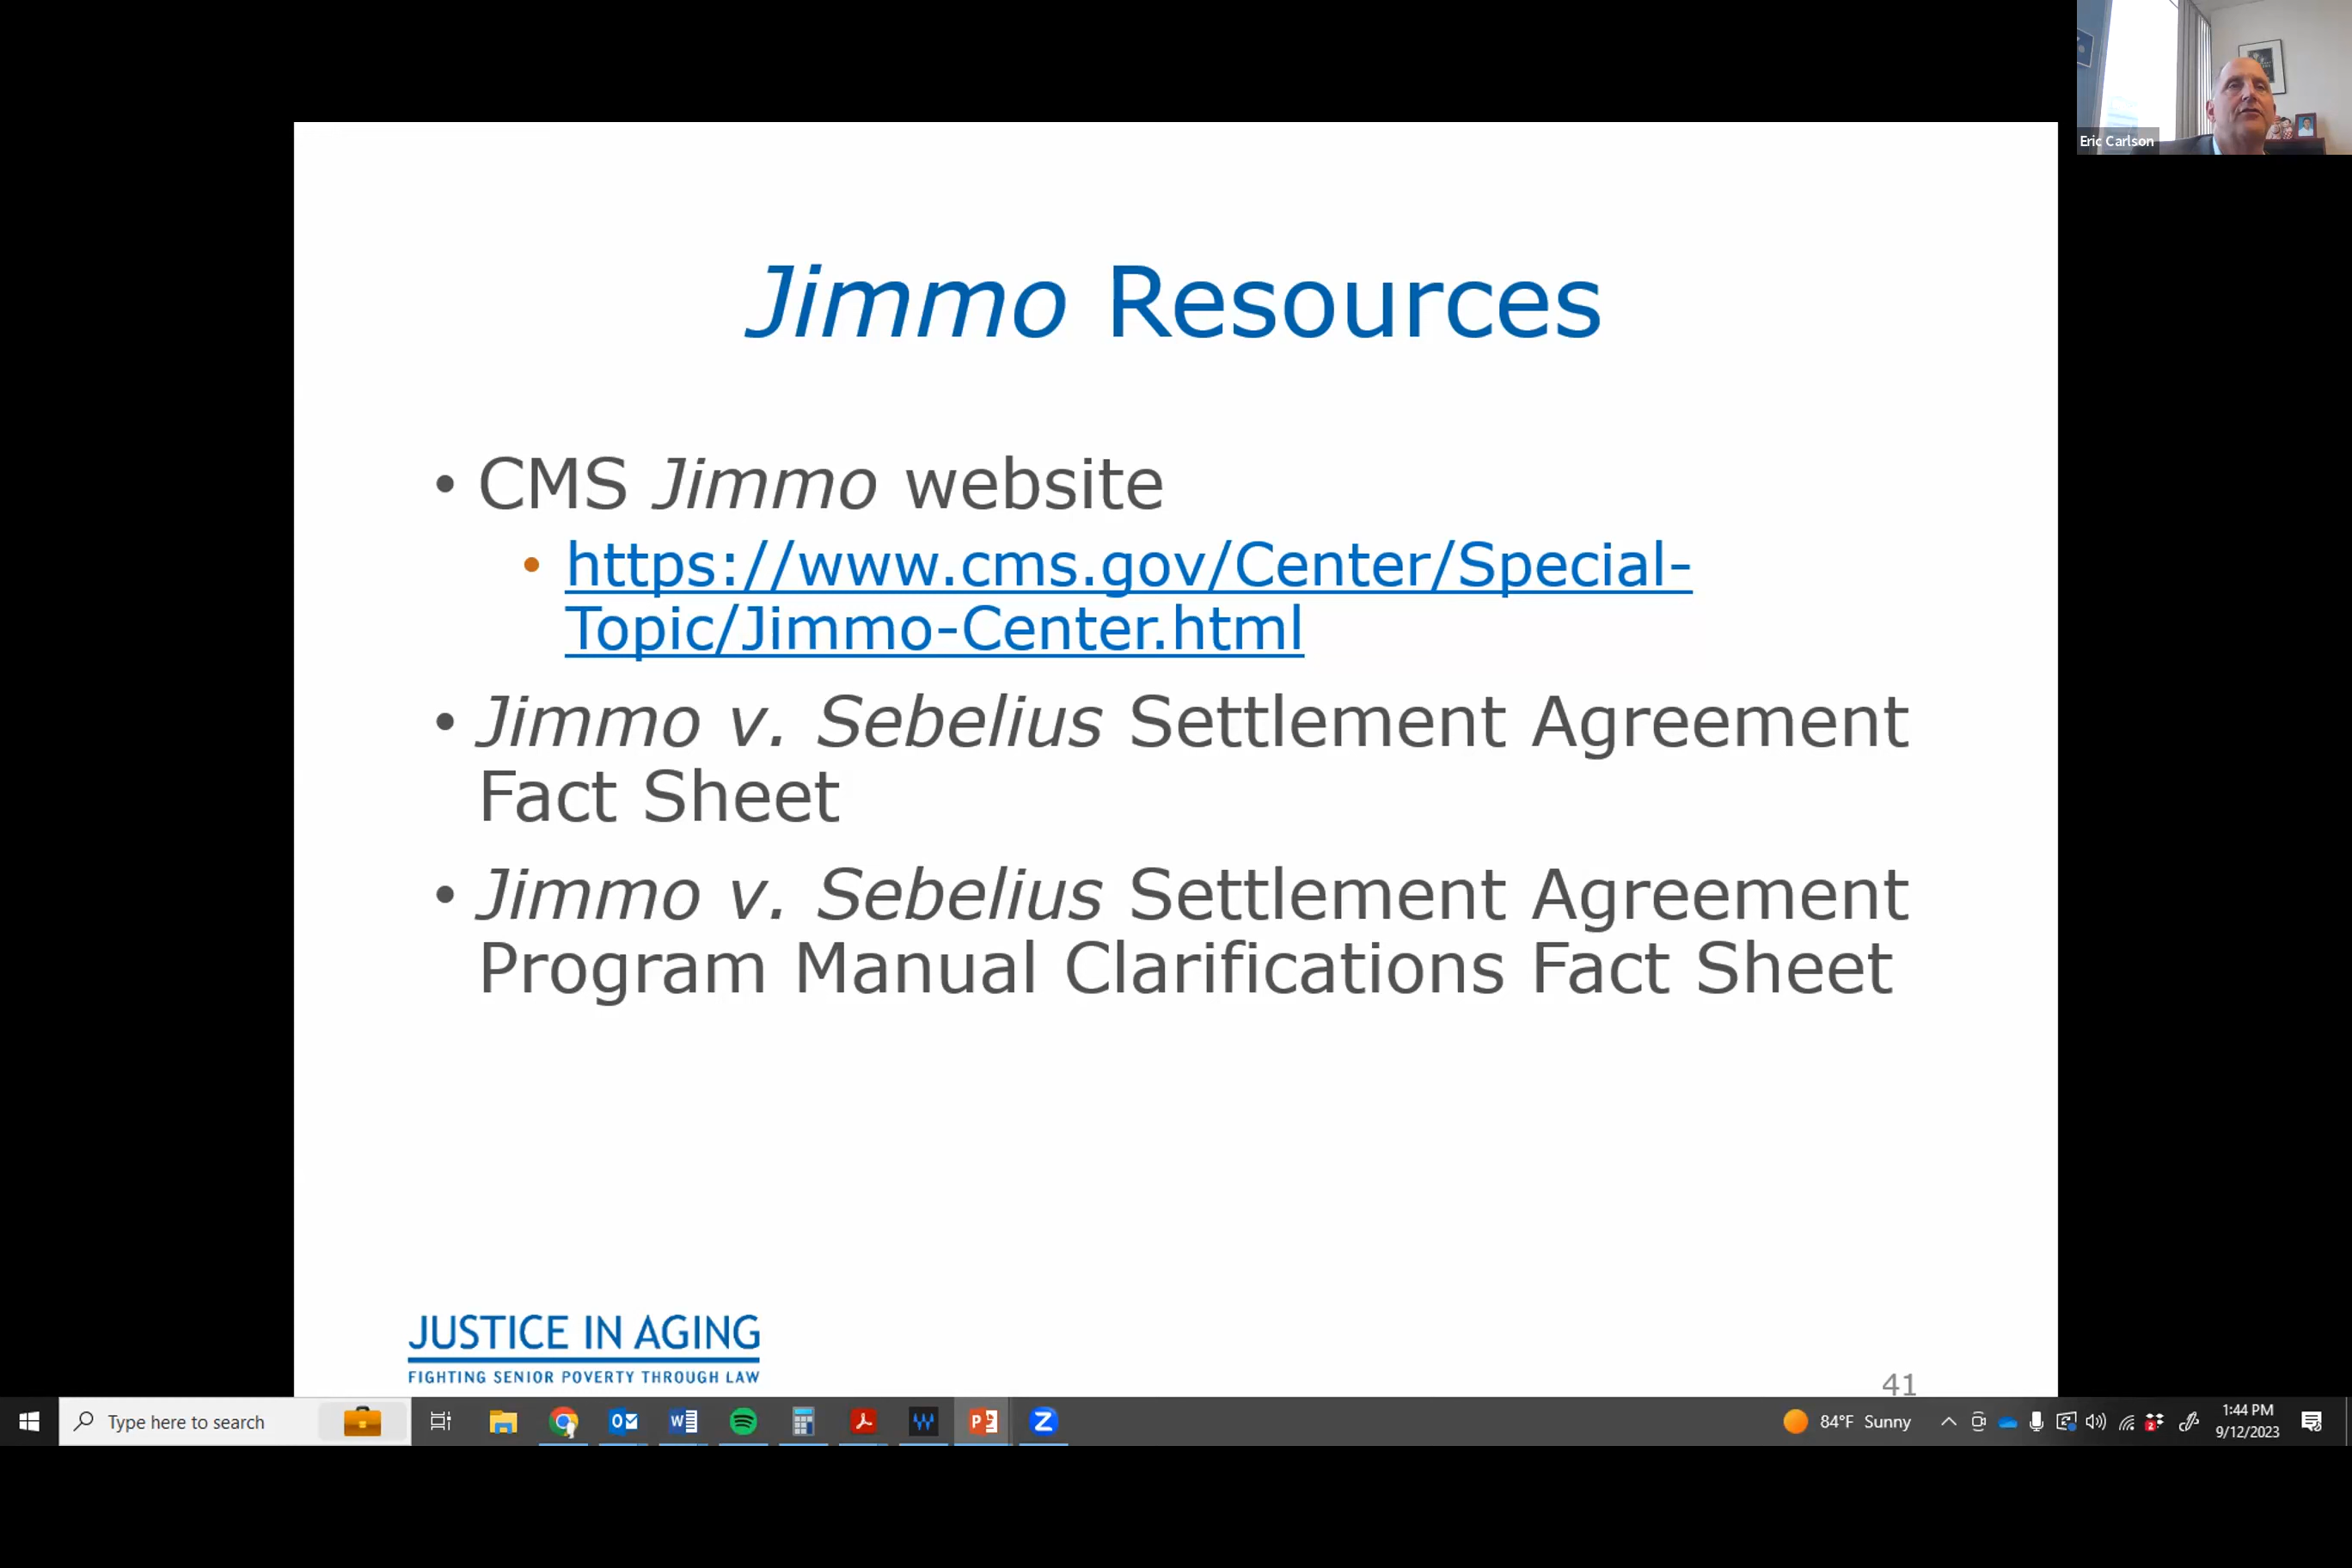 Eric Carlson
Jimmo Resources
• CMS Jimmo website
• https://www.cms.gov/Center/Special-
Topic/Jimmo-Center.html
• Jimmo v. Sebelius Settlement Agreement
Fact Sheet
• Jimmo v. Sebelius Settlement Agreement
Program Manual Clarifications Fact Sheet
JUSTICE IN AGING
FIGHTING SENIOR POVERTY THROUGH LAW
41
Type here to search
84°F Sunny
1:44 PM
9/12/2023